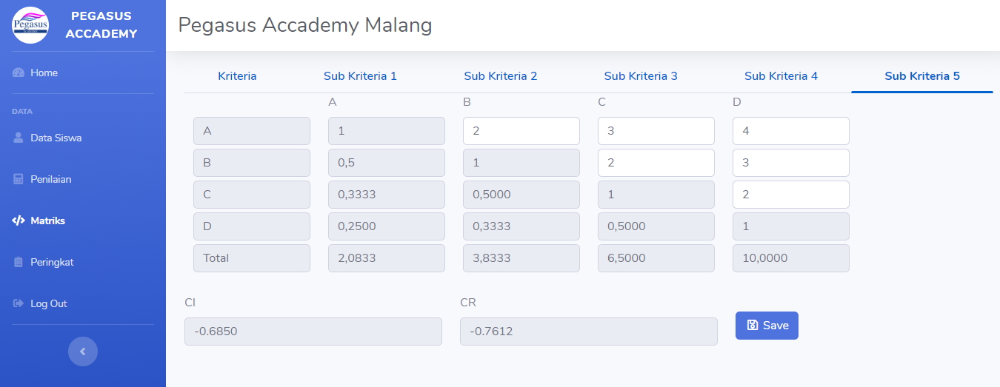 Pegasus
PEGASUS
ACCADEMY
Home
DATA
Data Siswa
Penilaian
Matriks
Peringkat
Log Out
Pegasus Accademy Malang
Kriteria Sub Kriteria 1 Sub Kriteria 2 Sub Kriteria 3 Sub Kriteria 4 Sub Kriteria 5
A B C D
A 1 2 3 4
B 0,5 1 2 3
C 0,3333 0,5000 1 2
D 0,2500 0,3333 0,5000 1
Total 2,0833 3,8333 6,5000 10,0000
CI CR
-0.6850 -0.7612 Save